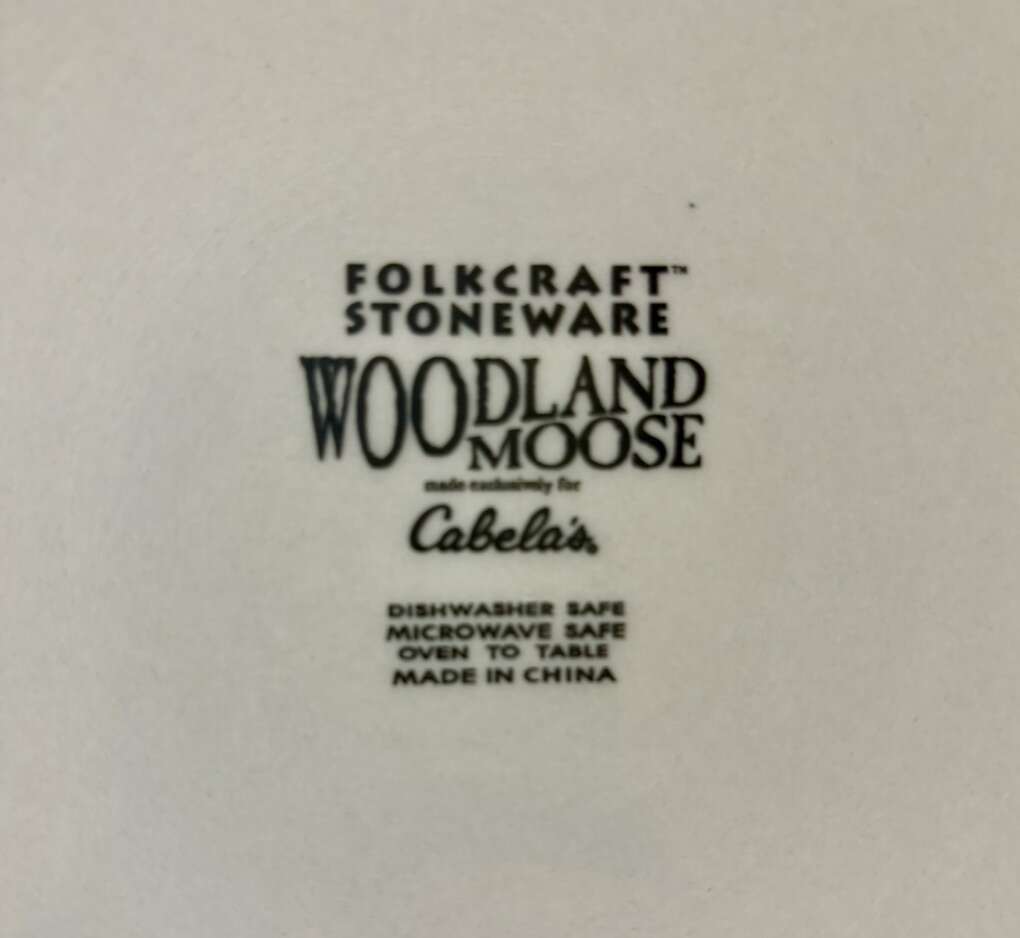 FOLKCRAFT™
STONEWARE
WOODLAND
MOOSE
made exclusively for
Cabela's®
DISHWASHER SAFE
MICROWAVE SAFE
OVEN TO TABLE
MADE IN CHINA